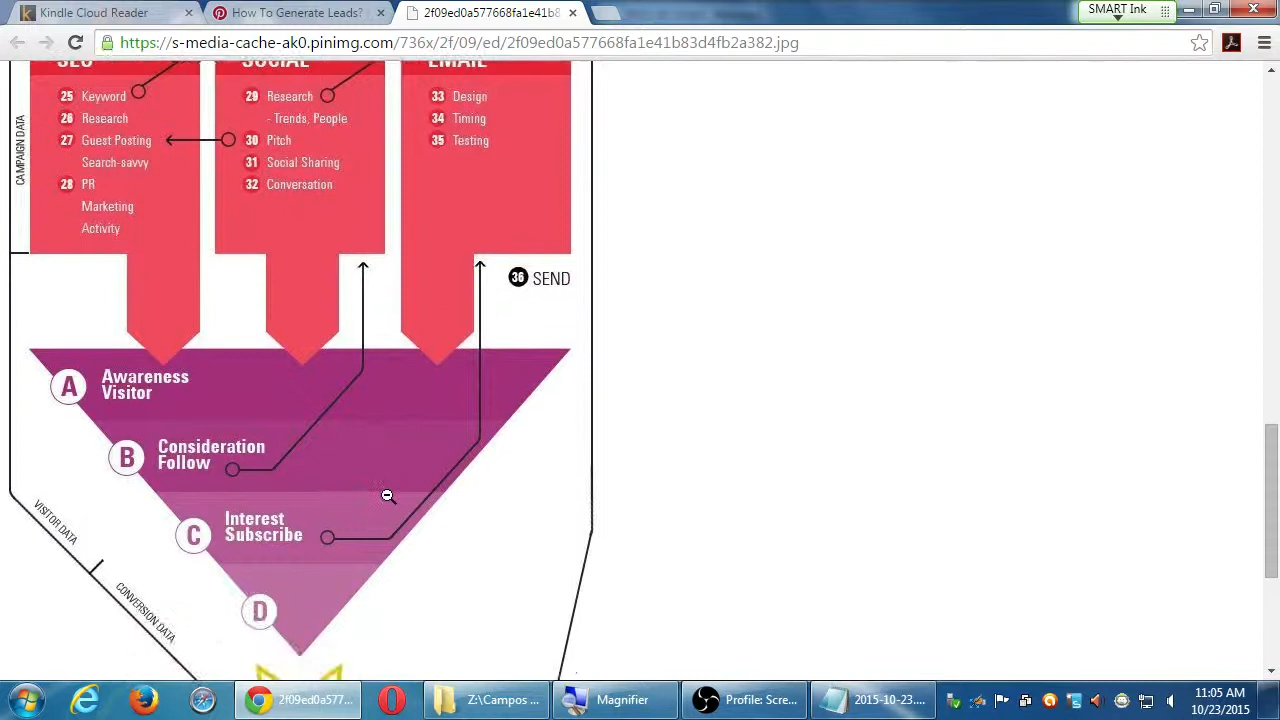 Kindle Cloud Reader
How To Generate Leads?
2f09ed0a577668fa1e41b8
SMART Ink
https://s-media-cache-ak0.pinimg.com/736x/2f/09/ed/2f09ed0a577668fa1e41b83d4fb2a382.jpg
SEO
SOCIAL
EMAIL
CAMPAIGN DATA
25 Keyword
26 Research
27 Guest Posting
Search-savvy
28 PR
Marketing
Activity
29 Research
- Trends, People
30 Pitch
31 Social Sharing
32 Conversation
33 Design
34 Timing
35 Testing
36 SEND
A Awareness
Visitor
B Consideration
Follow
C Interest
Subscribe
D
VISITOR DATA
CONVERSION DATA
2f09ed0a577...
Z:\Campos ...
Magnifier
Profile: Scre...
2015-10-23....
11:05 AM
10/23/2015